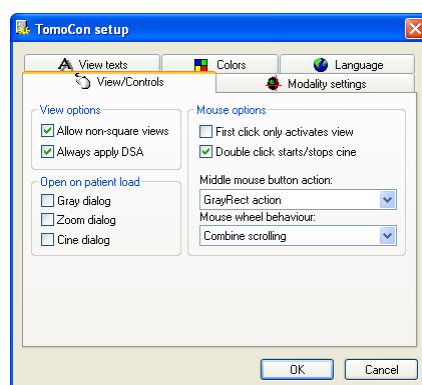 TomoCon setup
View texts
Colors
Language
View/Controls
Modality settings
View options
Allow non-square views
Always apply DSA
Open on patient load
Gray dialog
Zoom dialog
Cine dialog
Mouse options
First click only activates view
Double click starts/stops cine
Middle mouse button action:
GrayRect action
Mouse wheel behaviour:
Combine scrolling
OK
Cancel